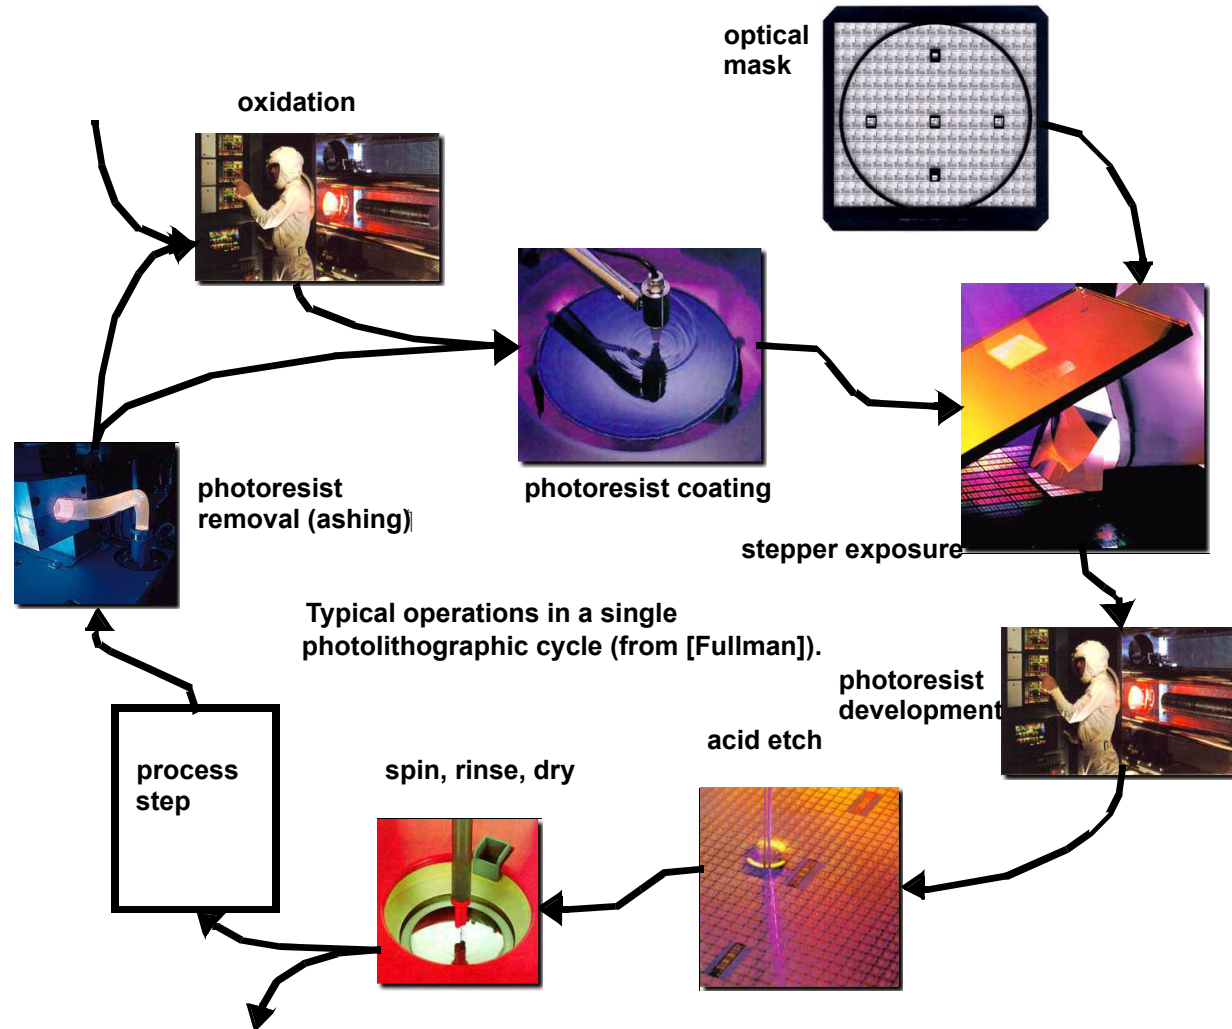 optical
mask
oxidation
photoresist
removal (ashing)
photoresist coating
stepper exposure
Typical operations in a single
photolithographic cycle (from [Fullman]).
photoresist
development
acid etch
spin, rinse, dry
process
step